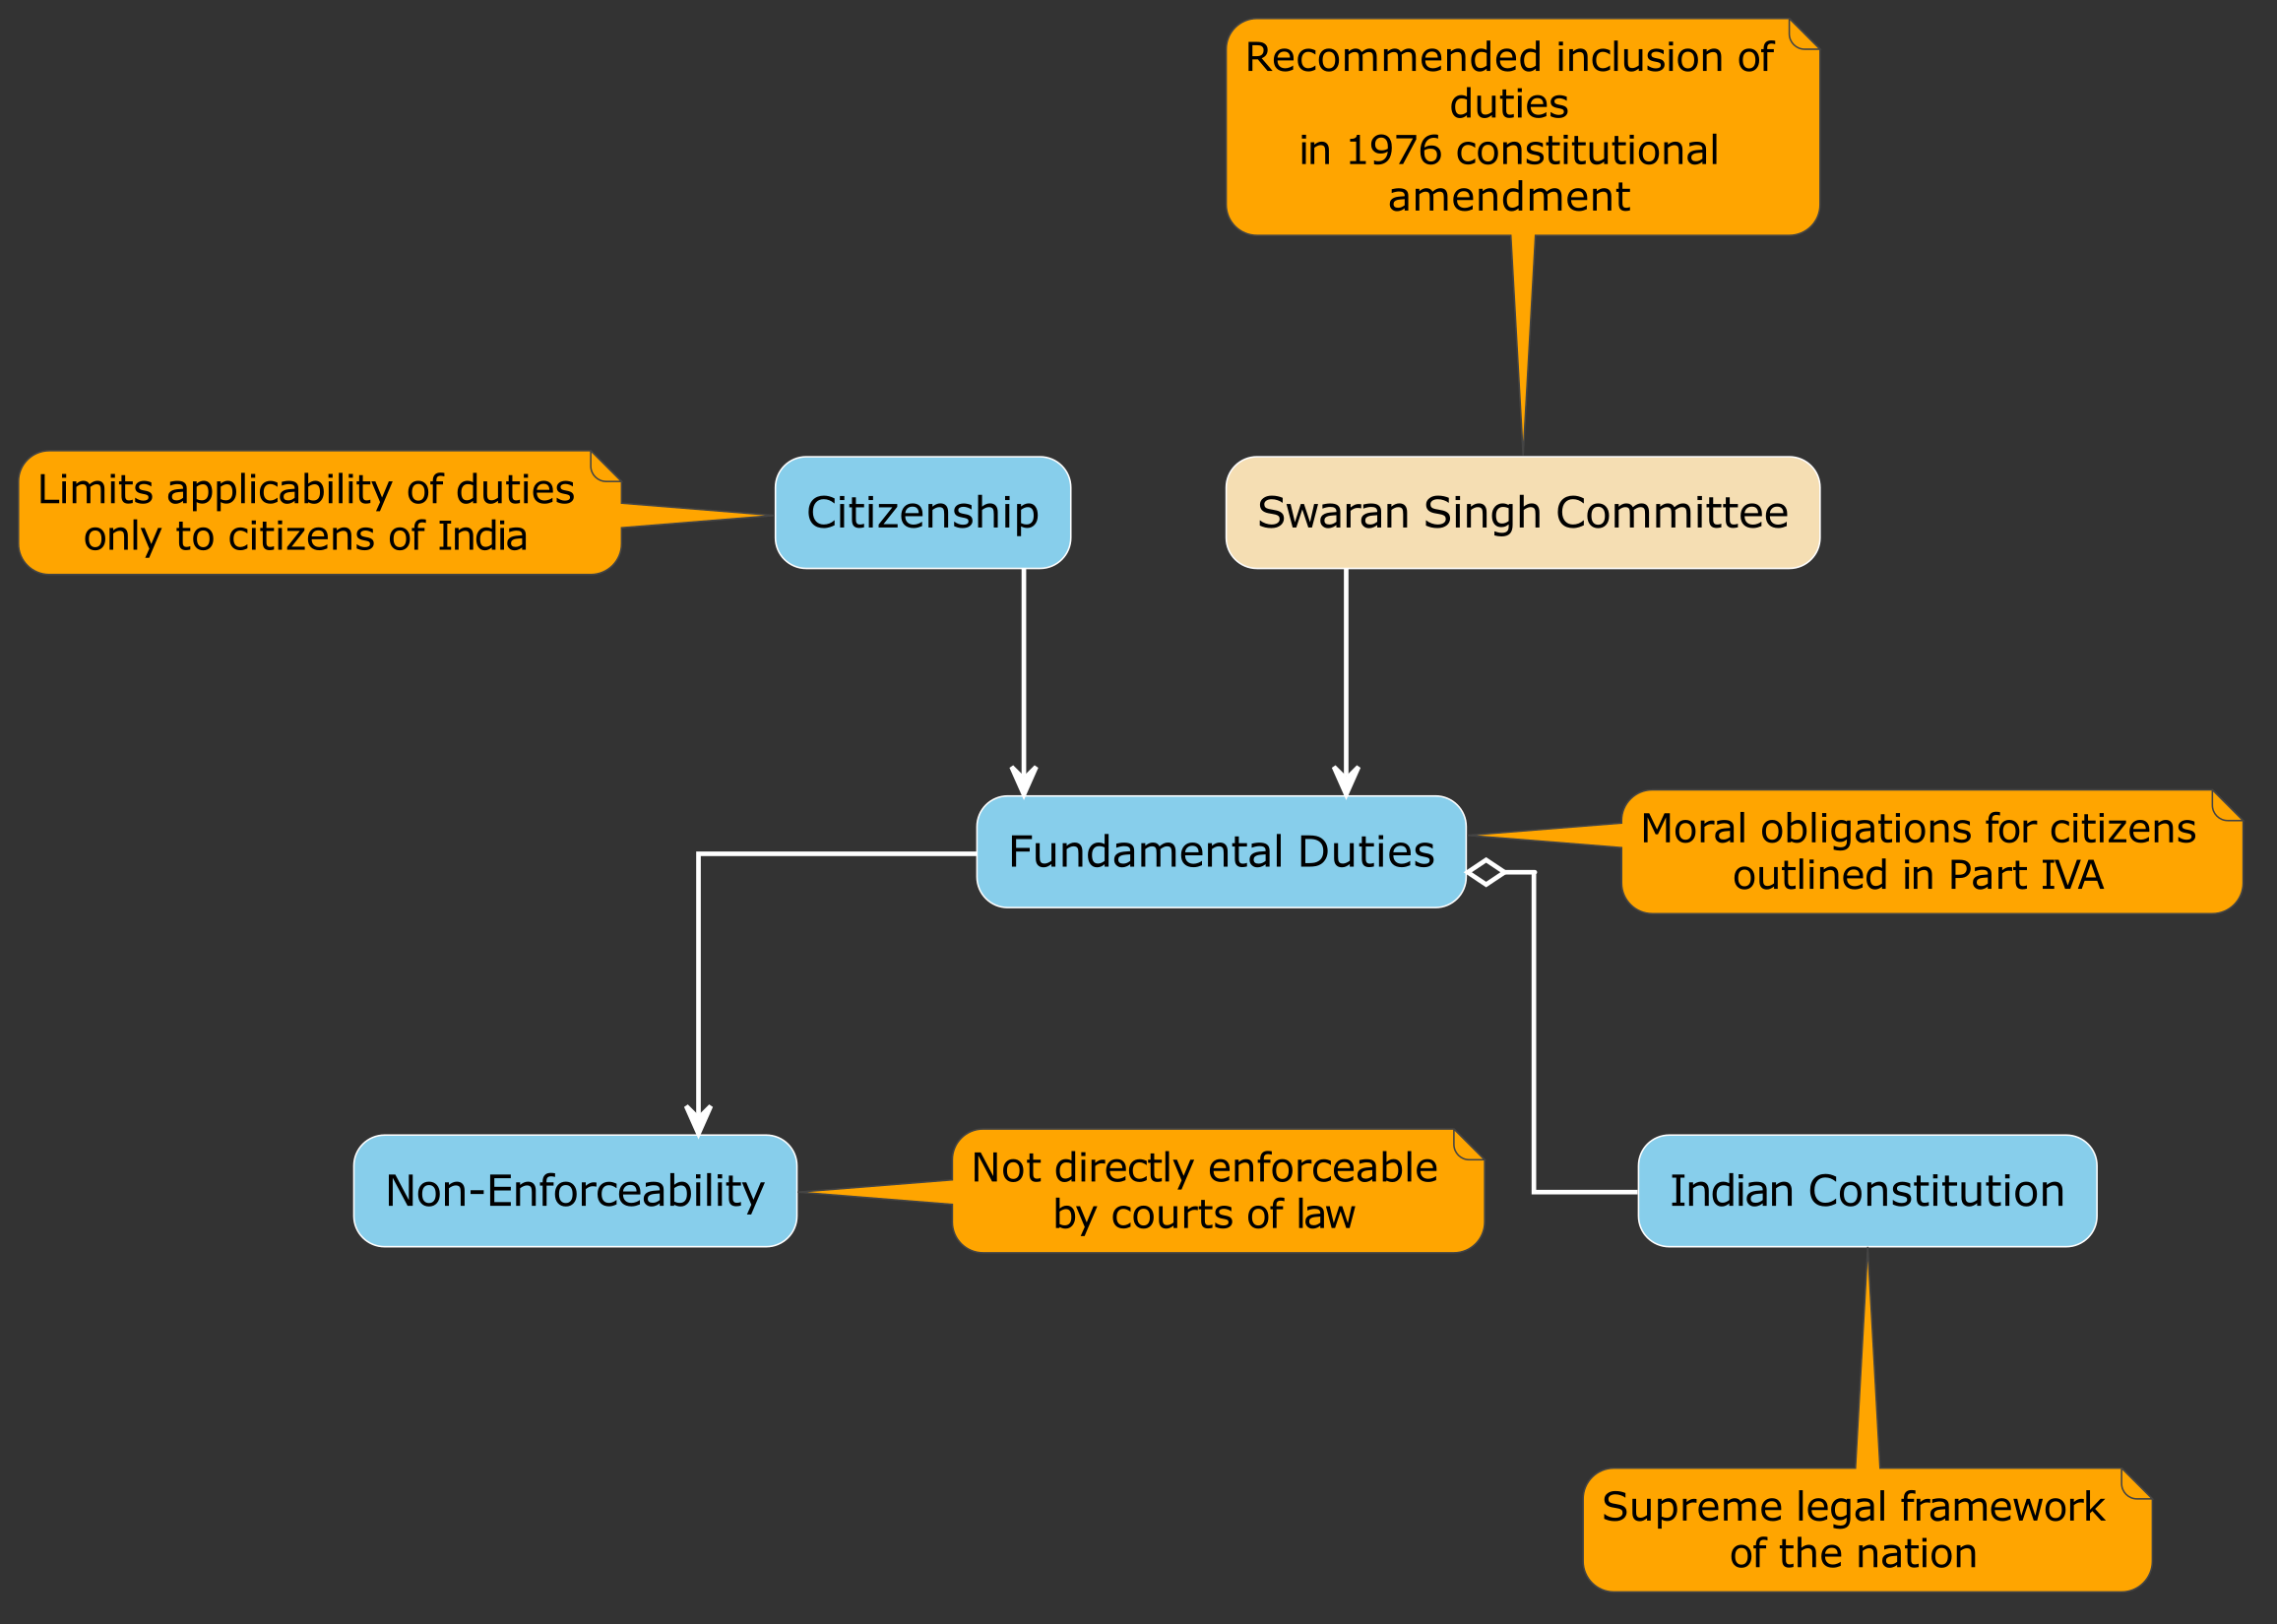 Recommended inclusion of
duties
in 1976 constitutional
amendment
Limits applicability of duties
only to citizens of India
Citizenship
Swaran Singh Committee
Fundamental Duties
Moral obligations for citizens
outlined in Part IVA
Non-Enforceability
Not directly enforceable
by courts of law
Indian Constitution
Supreme legal framework
of the nation